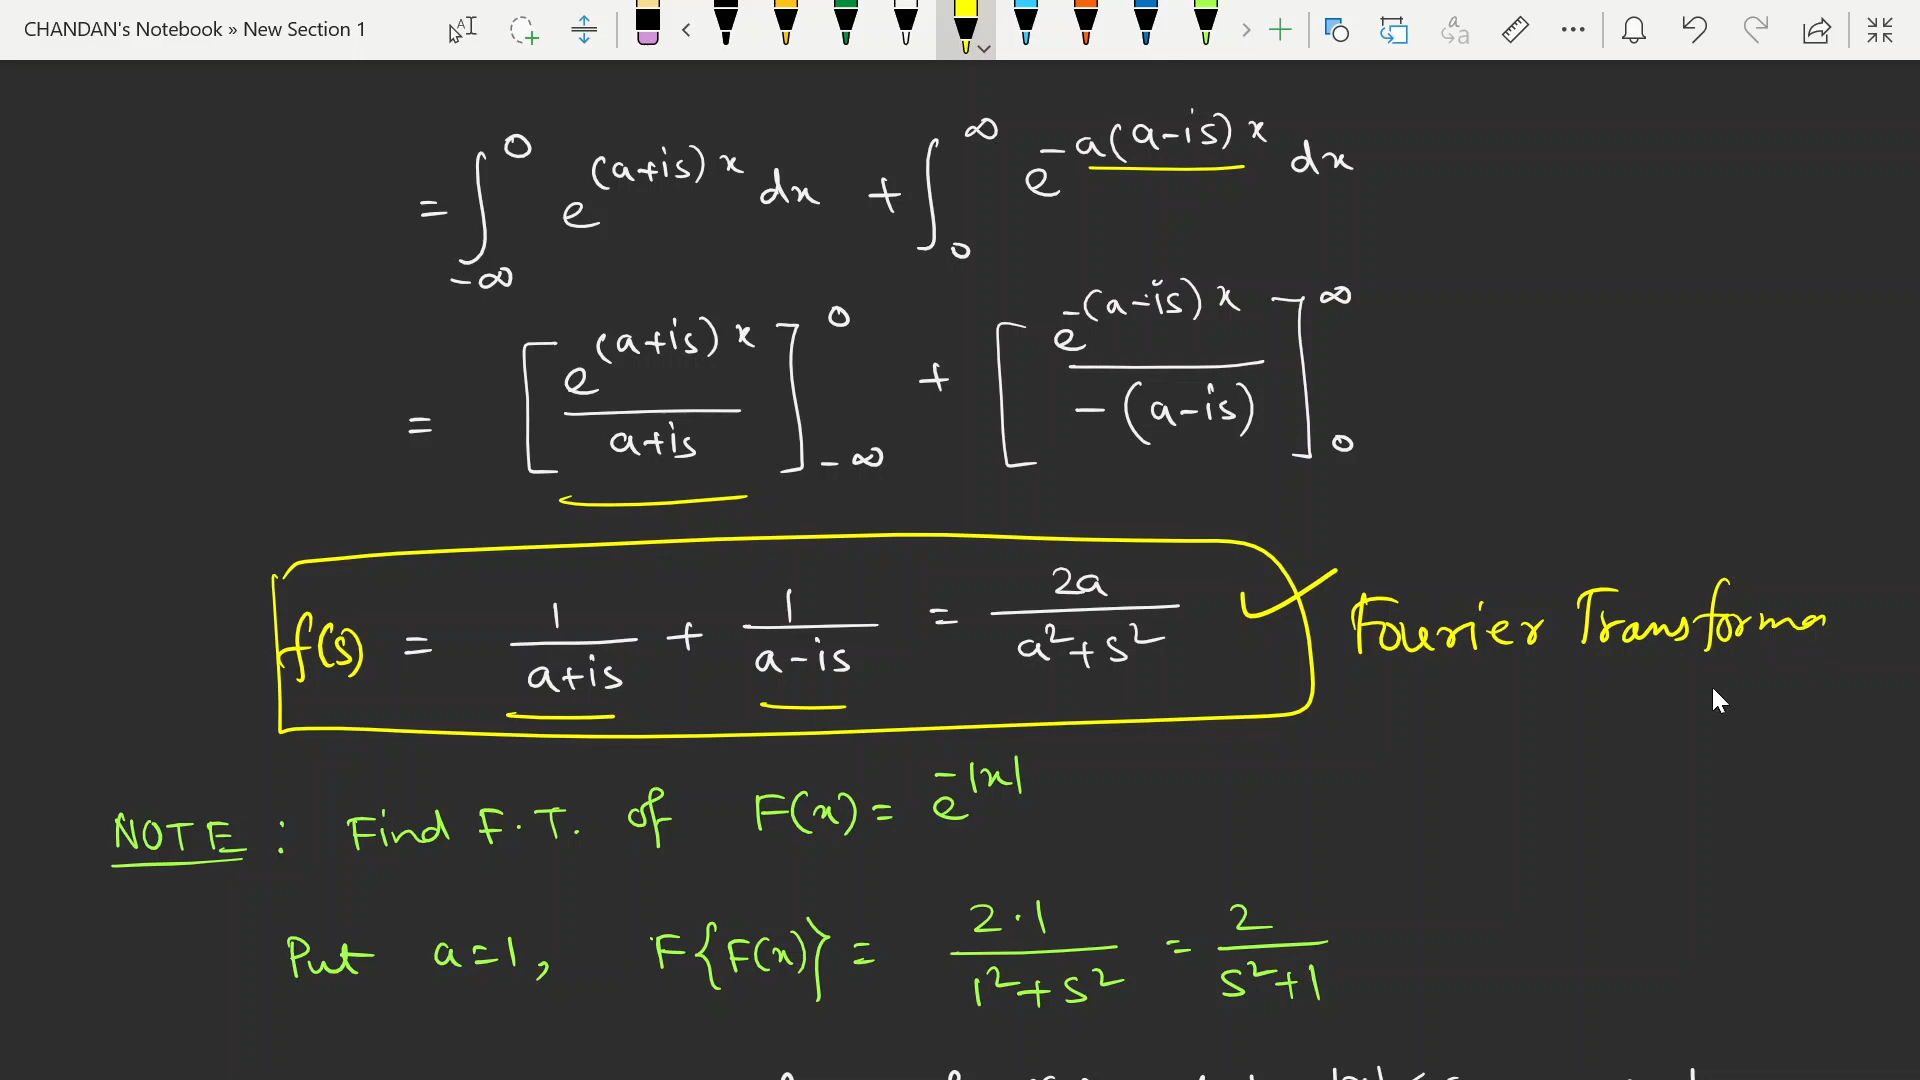 CHANDAN's Notebook » New Section 1
= ∫_{-∞}^{0} e^{(a+is)x} dx + ∫_{0}^{∞} e^{-a(a-is)x} dx
= [e^{(a+is)x} / a+is]_{-∞}^{0} + [e^{-(a-is)x} / -(a-is)]_{0}^{∞}
f(s) = 1/(a+is) + 1/(a-is) = 2a/(a²+s²) ✓ Fourier Transforma
NOTE : Find F.T. of F(x) = e^{-|x|}
Put a=1, F{F(x)} = 2·1/(1²+s²) = 2/(s²+1)